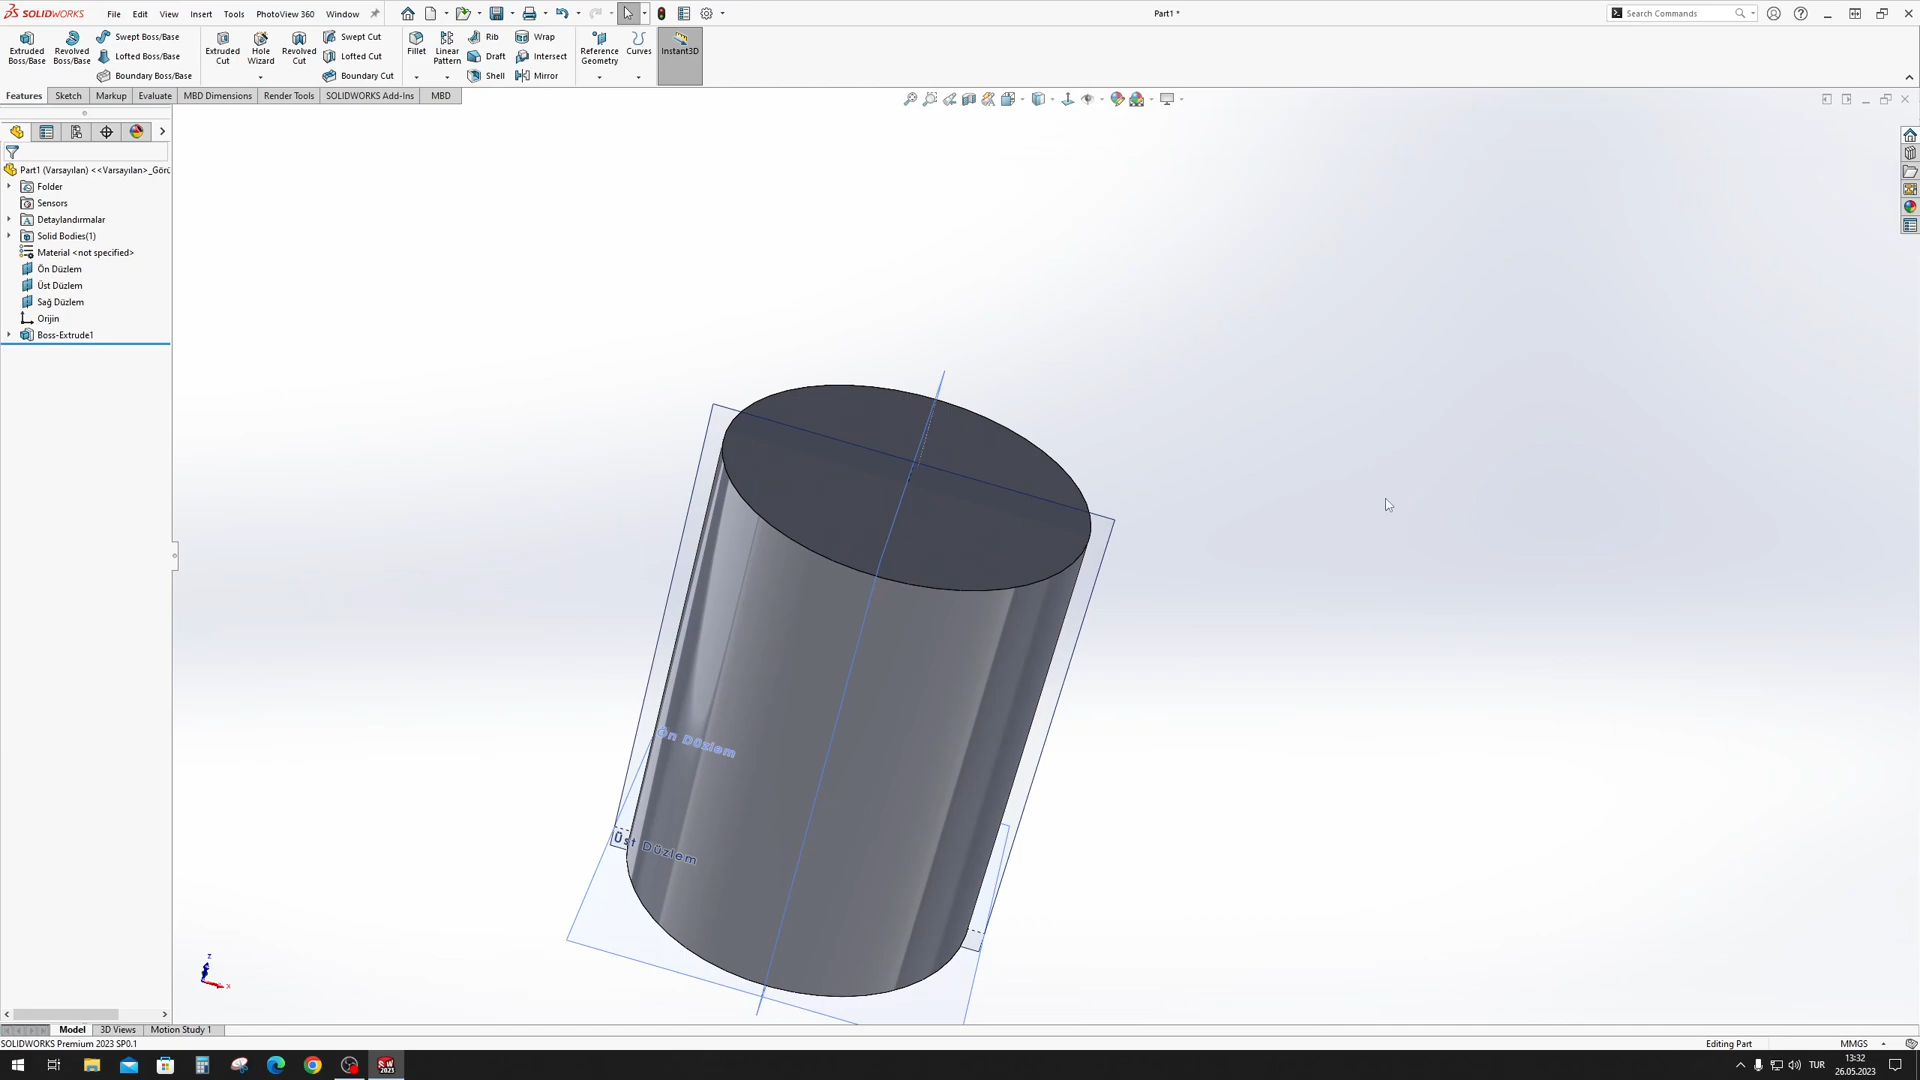 SOLIDWORKS File Edit View Insert Tools PhotoView 360 Window
Part1 *
Search Commands
Extruded Boss/Base
Revolved Boss/Base
Swept Boss/Base
Lofted Boss/Base
Boundary Boss/Base
Extruded Cut
Hole Wizard
Revolved Cut
Swept Cut
Lofted Cut
Boundary Cut
Fillet
Linear Pattern
Rib
Draft
Shell
Wrap
Intersect
Mirror
Reference Geometry
Curves
Instant3D
Features Sketch Markup Evaluate MBD Dimensions Render Tools SOLIDWORKS Add-Ins MBD
Part1 (Varsayılan) <<Varsayılan>_Görü
Folder
Sensors
Detaylandırmalar
Solid Bodies(1)
Material <not specified>
Ön Düzlem
Üst Düzlem
Sağ Düzlem
Orijin
Boss-Extrude1
Ön Düzlem
Üst Düzlem
z
x
Model 3D Views Motion Study 1
SOLIDWORKS Premium 2023 SP0.1
Editing Part
MMGS
SW 2023
TUR
13:32
26.05.2023